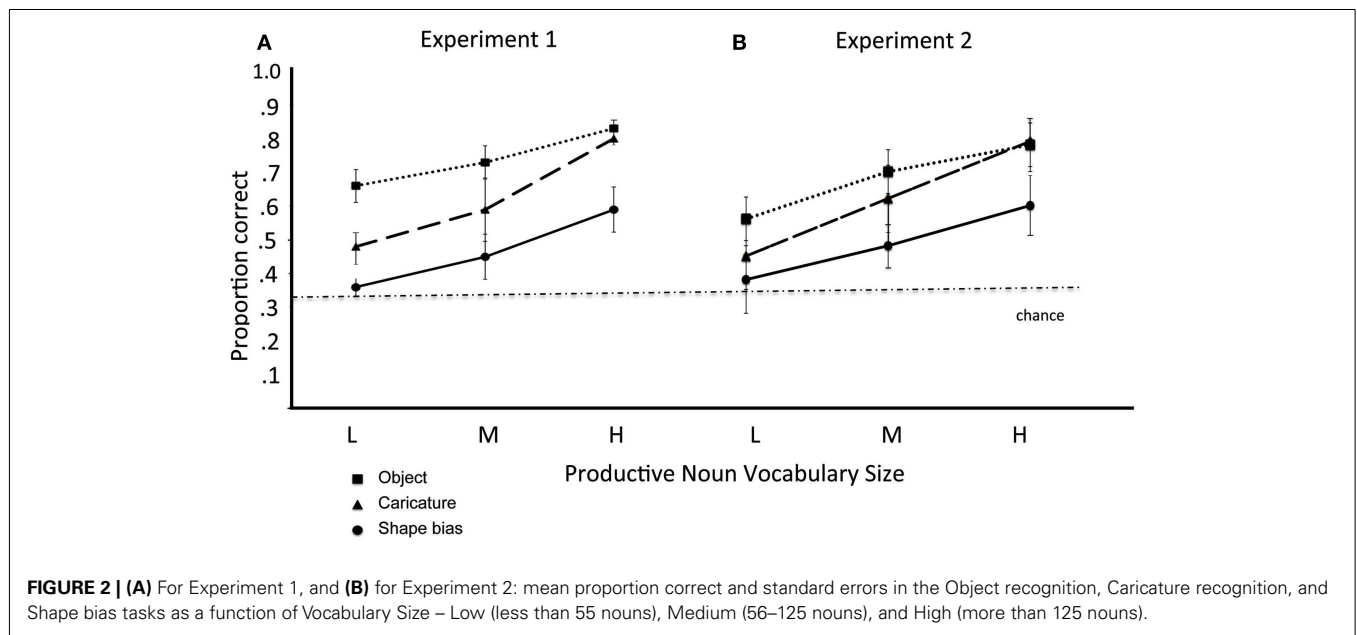 A Experiment 1 B Experiment 2
1.0
.9
.8
.7
.6
.5
.4
.3
.2
.1
Proportion correct
chance
L M H L M H
Productive Noun Vocabulary Size
Object
Caricature
Shape bias
FIGURE 2 | (A) For Experiment 1, and (B) for Experiment 2: mean proportion correct and standard errors in the Object recognition, Caricature recognition, and
Shape bias tasks as a function of Vocabulary Size – Low (less than 55 nouns), Medium (56–125 nouns), and High (more than 125 nouns).